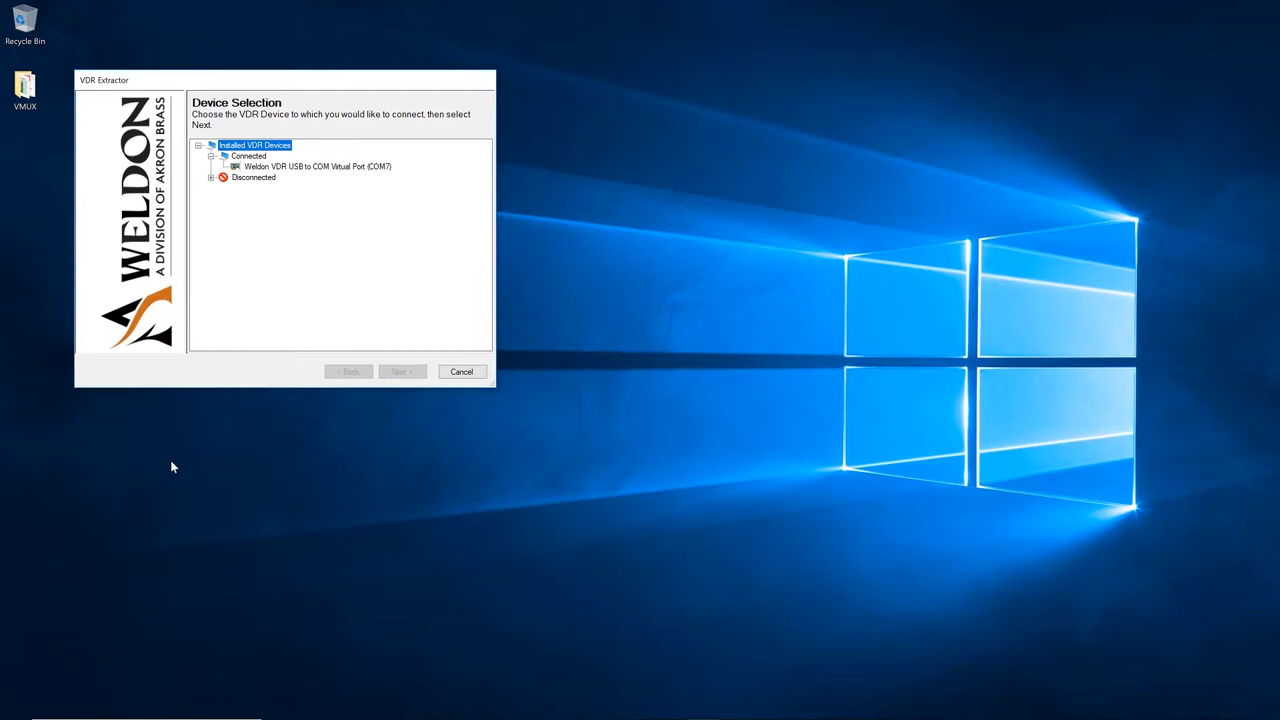 Recycle Bin
VMUX
VDR Extractor
WELDON
A DIVISION OF AKRON BRASS
Device Selection
Choose the VDR Device to which you would like to connect, then select
Next.
Installed VDR Devices
Connected
Weldon VDR USB to COM Virtual Port (COM7)
Disconnected
< Back
Next >
Cancel